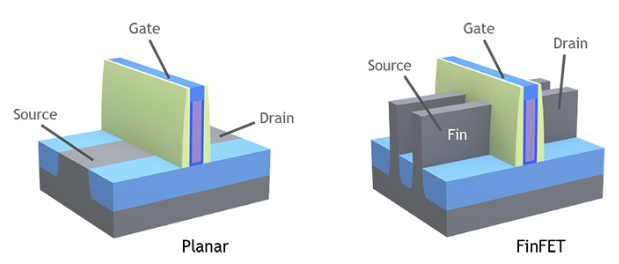 Gate
Source
Drain
Planar
Gate
Drain
Source
Fin
FinFET